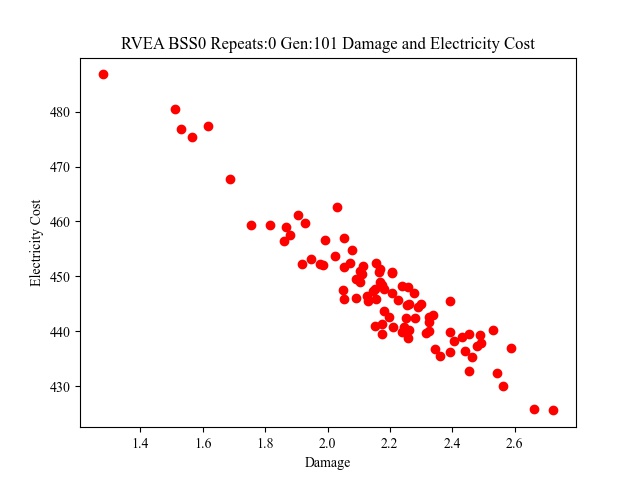 RVEA BSS0 Repeats:0 Gen:101 Damage and Electricity Cost
480
470
460
450
440
430
Electricity Cost
1.4 1.6 1.8 2.0 2.2 2.4 2.6
Damage